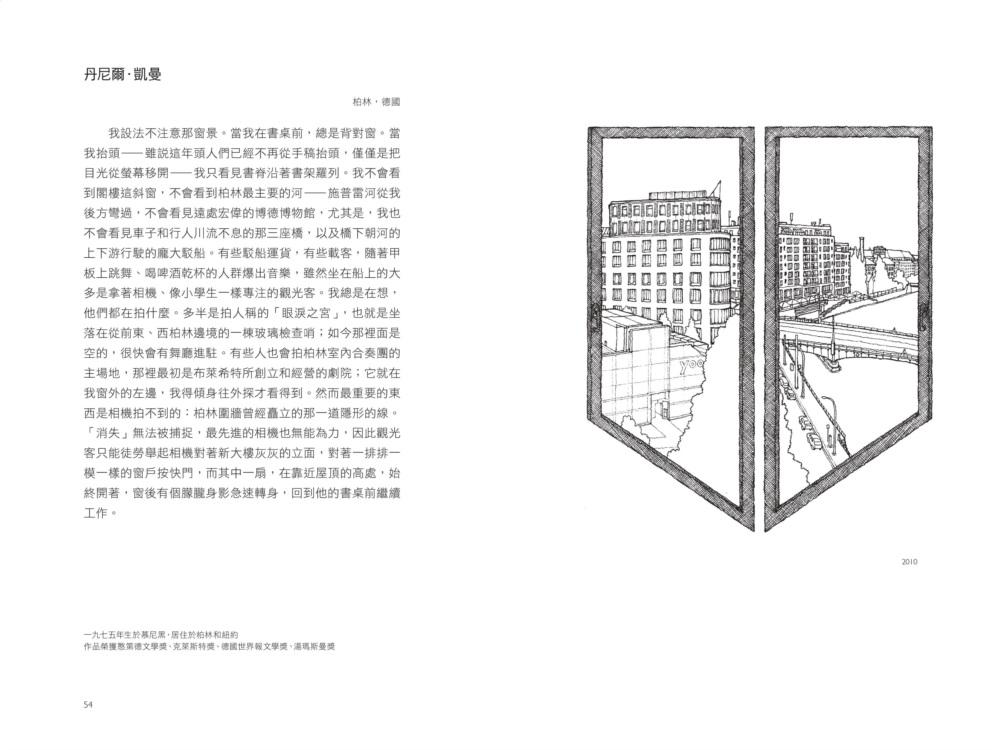 丹尼爾·凱曼
柏林,德國
我設法不注意那窗景。當我在書桌前,總是背對窗。當
我抬頭——雖說這年頭人們已經不再從手稿抬頭,僅僅是把
目光從螢幕移開——我只看見書脊沿著書架羅列。我不會看
到閣樓這斜窗,不會看到柏林最主要的河——施普雷河從我
後方彎過,不會看見遠處宏偉的博德博物館,尤其是,我也
不會看見車子和行人川流不息的那三座橋,以及橋下朝河的
上下游行駛的龐大駁船。有些駁船運貨,有些載客,隨著甲
板上跳舞、喝啤酒乾杯的人群爆出音樂,雖然坐在船上的大
多是拿著相機、像小學生一樣專注的觀光客。我總是在想,
他們都在拍什麼。多半是拍人稱的「眼淚之宮」,也就是坐
落在從前東、西柏林邊境的一棟玻璃檢查哨;如今那裡面是
空的,很快會有舞廳進駐。有些人也會拍柏林室內合奏團的
主場地,那裡最初是布萊希特所創立和經營的劇院;它就在
我窗外的左邊,我得傾身往外探才看得到。然而最重要的東
西是相機拍不到的:柏林圍牆曾經矗立的那一道隱形的線。
「消失」無法被捕捉,最先進的相機也無能為力,因此觀光
客只能徒勞舉起相機對著新大樓灰灰的立面,對著一排排一
模一樣的窗戶按快門,而其中一扇,在靠近屋頂的高處,始
終開著,窗後有個朦朧身影急速轉身,回到他的書桌前繼續
工作。
一九七五年生於慕尼黑,居住於柏林和紐約
作品榮獲憨第德文學獎、克萊斯特獎、德國世界報文學獎、湯瑪斯曼獎
54
yoo
2010